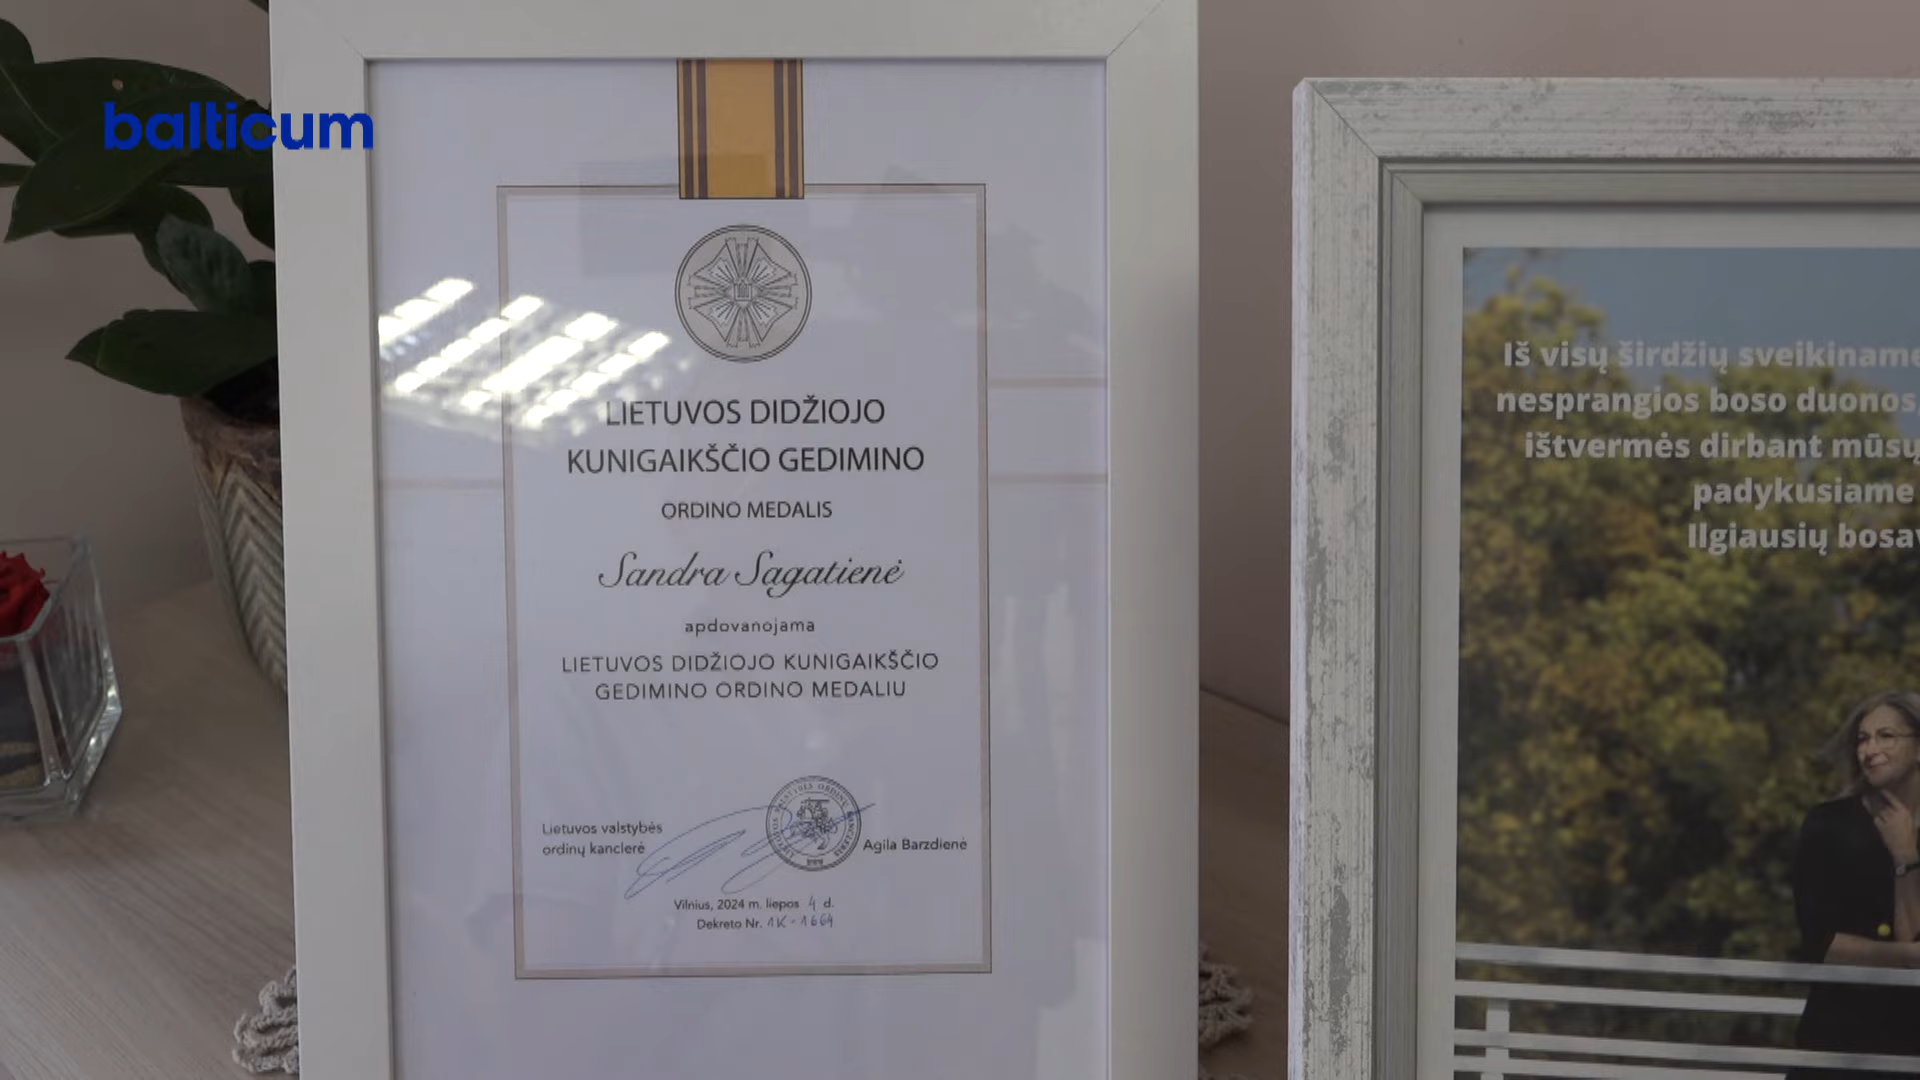 balticum
LIETUVOS DIDŽIOJO
KUNIGAIKŠČIO GEDIMINO
ORDINO MEDALIS
Sandra Sagatienė
apdovanojama
LIETUVOS DIDŽIOJO KUNIGAIKŠČIO
GEDIMINO ORDINO MEDALIU
Lietuvos valstybės
ordinų kanclerė
Agila Barzdienė
Vilnius, 2024 m. liepos 4 d.
Dekreto Nr. 1K-1664
Iš visų širdžių sveikiname
nesprangios boso duonos,
ištvermės dirbant mūsų
padykusiame
Ilgiausių